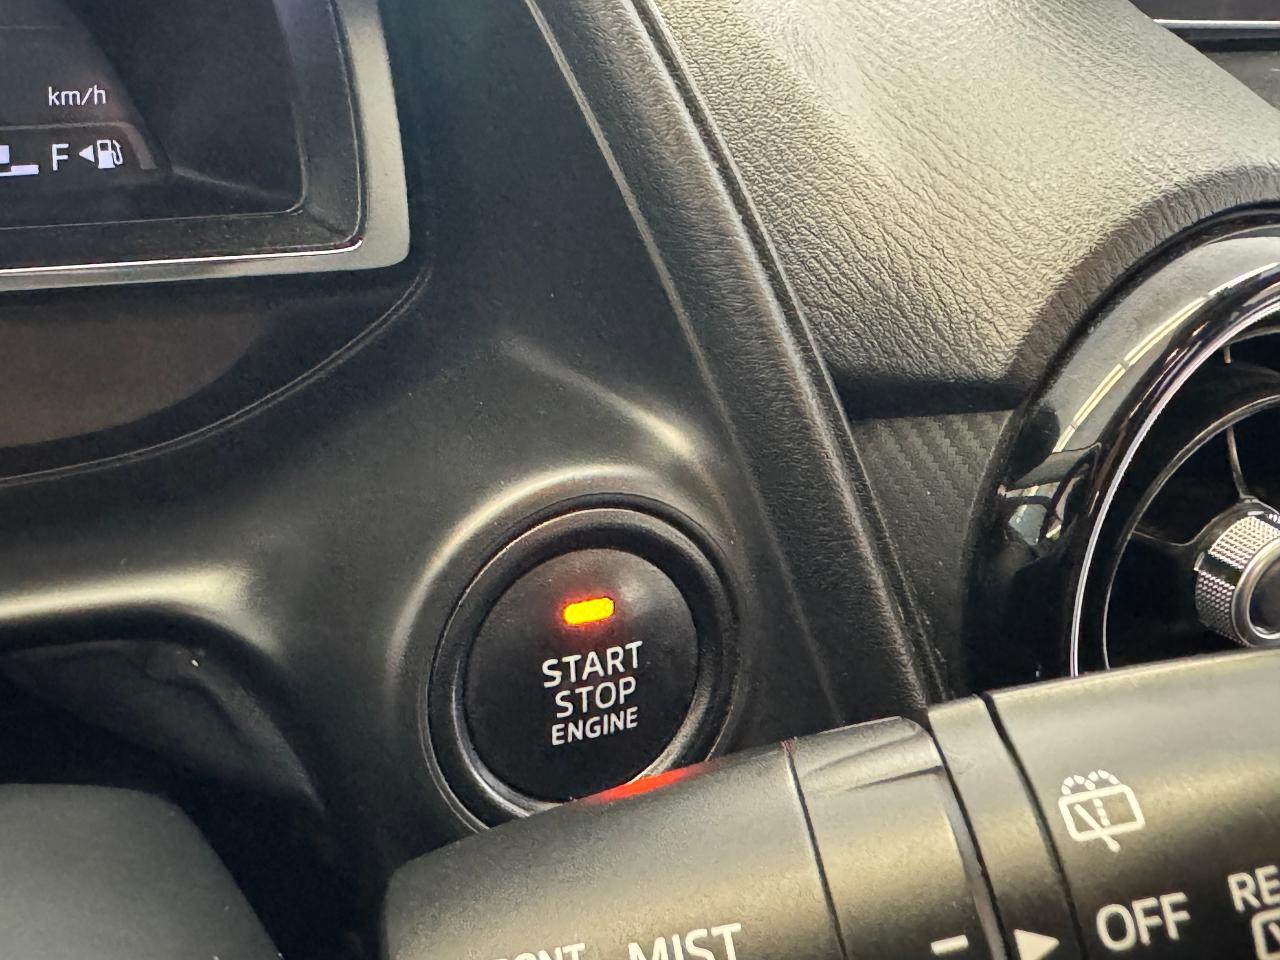 km/h
F
START
STOP
ENGINE
MIST
OFF